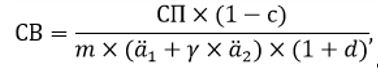 СВ = СП × (1 − c) / m × (ä₁ + γ × ä₂) × (1 + d) ,